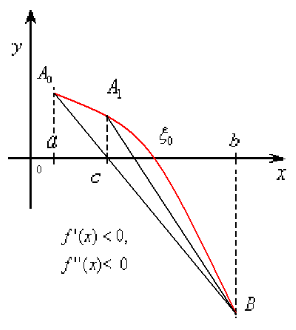 y
A₀ A₁
a ξ₀ b
0 c x
f'(x) < 0,
f''(x)< 0
B